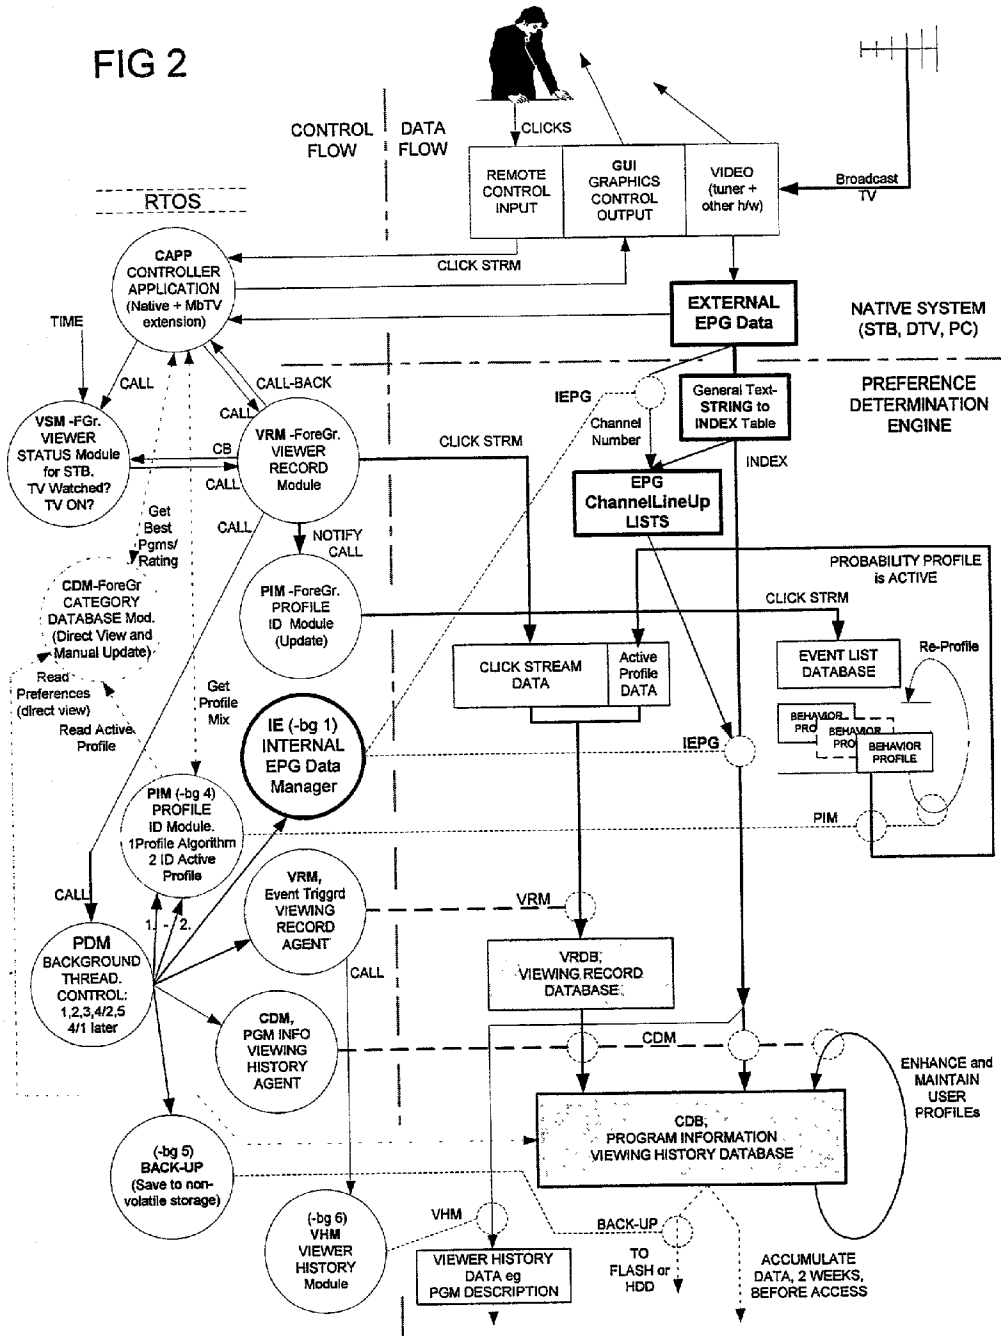 FIG 2
CONTROL
FLOW
DATA
FLOW
CLICKS
REMOTE
CONTROL
INPUT
GUI
GRAPHICS
CONTROL
OUTPUT
VIDEO
(tuner +
other h/w)
Broadcast
TV
RTOS
CAPP
CONTROLLER
APPLICATION
(Native + MbTV
extension)
CLICK STRM
EXTERNAL
EPG Data
NATIVE SYSTEM
(STB, DTV, PC)
TIME
CALL
CALL-BACK
CALL
IEPG
General Text-
STRING to
INDEX Table
PREFERENCE
DETERMINATION
ENGINE
VSM -FGr.
VIEWER
STATUS Module
for STB.
TV Watched?
TV ON?
CB
CALL
VRM -ForeGr.
VIEWER
RECORD
Module
CLICK STRM
Channel
Number
INDEX
EPG
ChannelLineUp
LISTS
Get
Best
Pgms/
Rating
CALL
NOTIFY
CALL
PROBABILITY PROFILE
is ACTIVE
CDM-ForeGr
CATEGORY
DATABASE Mod.
(Direct View and
Manual Update)
PIM -ForeGr.
PROFILE
ID Module
(Update)
CLICK STRM
CLICK STREAM
DATA
Active
Profile
DATA
EVENT LIST
DATABASE
Re-Profile
Read
Preferences
(direct view)
Read Active
Profile
Get
Profile
Mix
IE (-bg 1)
INTERNAL
EPG Data
Manager
IEPG
BEHAVIOR
PRO
BEHAVIOR
PRO
BEHAVIOR
PROFILE
PIM (-bg 4)
PROFILE
ID Module.
1Profile Algorithm
2 ID Active
Profile
PIM
CALL
1. - 2.
VRM,
Event Triggrd
VIEWING
RECORD
AGENT
VRM
PDM
BACKGROUND
THREAD.
CONTROL:
1,2,3,4/2,5
4/1 later
CALL
VRDB,
VIEWING RECORD
DATABASE
CDM,
PGM INFO
VIEWING
HISTORY
AGENT
CDM
ENHANCE and
MAINTAIN
USER
PROFILEs
CDB,
PROGRAM INFORMATION
VIEWING HISTORY DATABASE
(-bg 5)
BACK-UP
(Save to non-
volatile storage)
(-bg 6)
VHM
VIEWER
HISTORY
Module
VHM
BACK-UP
VIEWER HISTORY
DATA eg
PGM DESCRIPTION
TO
FLASH or
HDD
ACCUMULATE
DATA, 2 WEEKS,
BEFORE ACCESS